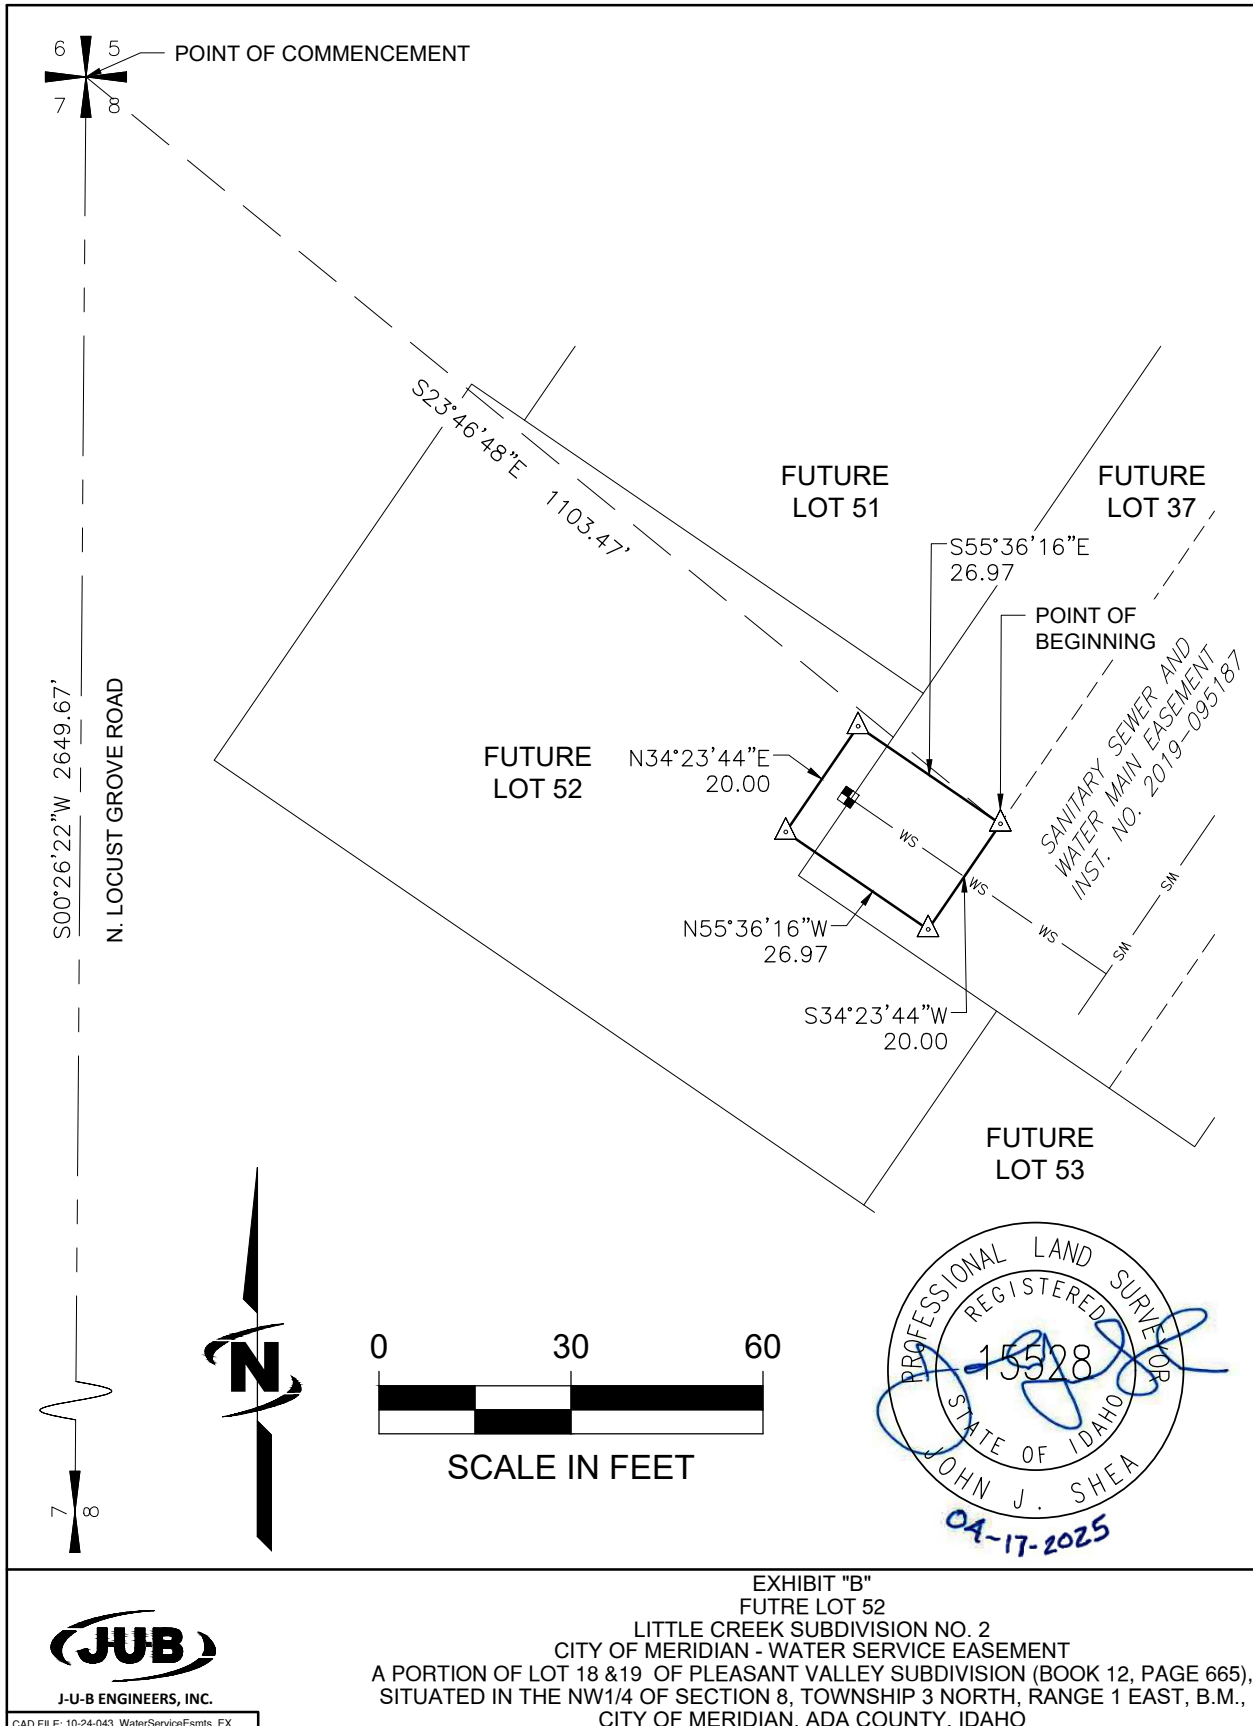 6 5
7 8
POINT OF COMMENCEMENT
S23°46'48"E 1103.47'
FUTURE
LOT 51
FUTURE
LOT 37
S55°36'16"E
26.97
POINT OF
BEGINNING
SANITARY SEWER AND
WATER MAIN EASEMENT
INST. NO. 2019-095187
S00°26'22"W 2649.67'
N. LOCUST GROVE ROAD
FUTURE
LOT 52
N34°23'44"E
20.00
WS
WS
WS
WS
WS
N55°36'16"W
26.97
S34°23'44"W
20.00
FUTURE
LOT 53
N
0 30 60
SCALE IN FEET
PROFESSIONAL LAND SURVEYOR
REGISTERED
15528
STATE OF IDAHO
JOHN J. SHEA
04-17-2025
7 8
JUB
J-U-B ENGINEERS, INC.
CAD FILE: 10-24-043_WaterServiceEsmts_EX
EXHIBIT "B"
FUTRE LOT 52
LITTLE CREEK SUBDIVISION NO. 2
CITY OF MERIDIAN - WATER SERVICE EASEMENT
A PORTION OF LOT 18 &19 OF PLEASANT VALLEY SUBDIVISION (BOOK 12, PAGE 665),
SITUATED IN THE NW1/4 OF SECTION 8, TOWNSHIP 3 NORTH, RANGE 1 EAST, B.M.,
CITY OF MERIDIAN, ADA COUNTY, IDAHO